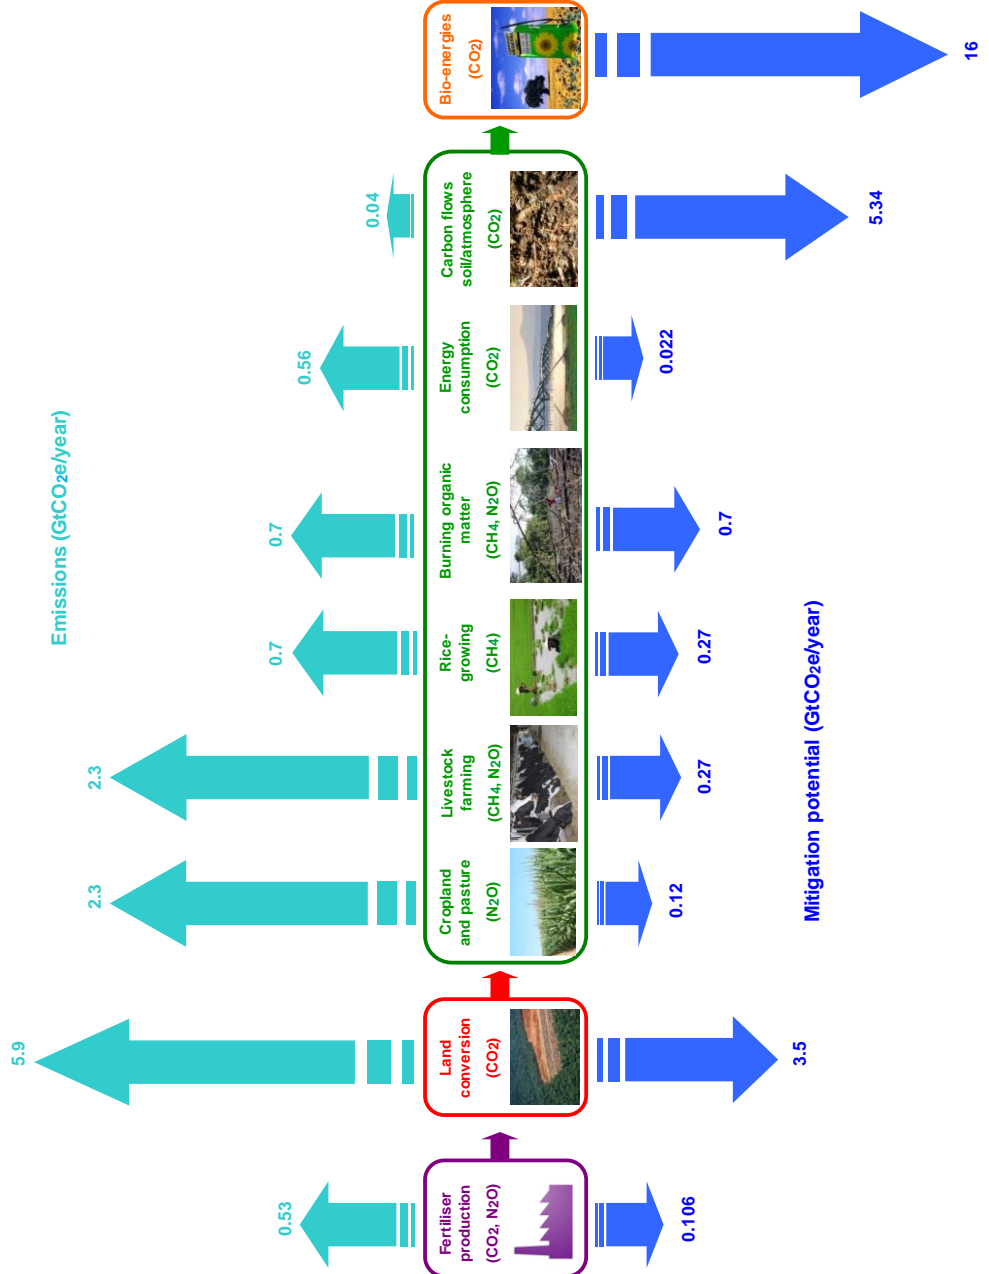 Emissions (GtCO2e/year)
0.53
5.9
2.3
2.3
0.7
0.7
0.56
0.04
Fertiliser
production
(CO2, N2O)
Land
conversion
(CO2)
Cropland
and pasture
(N2O)
Livestock
farming
(CH4, N2O)
Rice-
growing
(CH4)
Burning organic
matter
(CH4, N2O)
Energy
consumption
(CO2)
Carbon flows
soil/atmosphere
(CO2)
Bio-energies
(CO2)
0.106
3.5
0.12
0.27
0.27
0.7
0.022
5.34
16
Mitigation potential (GtCO2e/year)